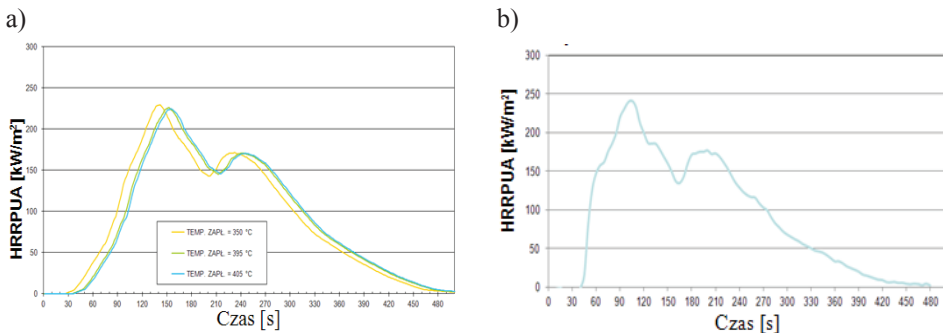 a)
HRRPUA [kW/m²]
300
250
200
150
100
50
0
TEMP. ZAPŁ. = 350 °C
TEMP. ZAPŁ. = 395 °C
TEMP. ZAPŁ. = 405 °C
0 30 60 90 120 150 180 210 240 270 300 330 360 390 420 450 480
Czas [s]
b)
HRRPUA [kW/m²]
300
250
200
150
100
50
0
0 30 60 90 120 150 180 210 240 270 300 330 360 390 420 450 480
Czas [s]